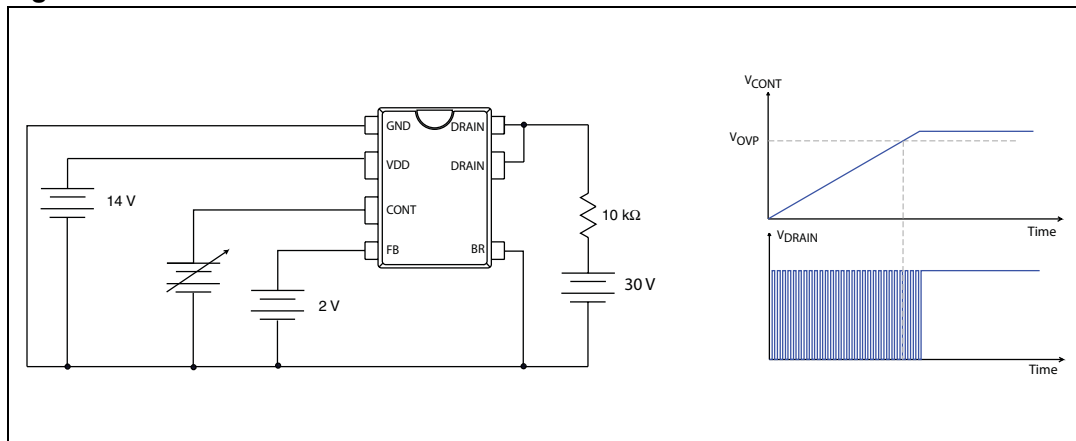 GND
DRAIN
VDD
DRAIN
CONT
FB
BR
14 V
2 V
10 kΩ
30 V
VCONT
VOVP
Time
VDRAIN
Time